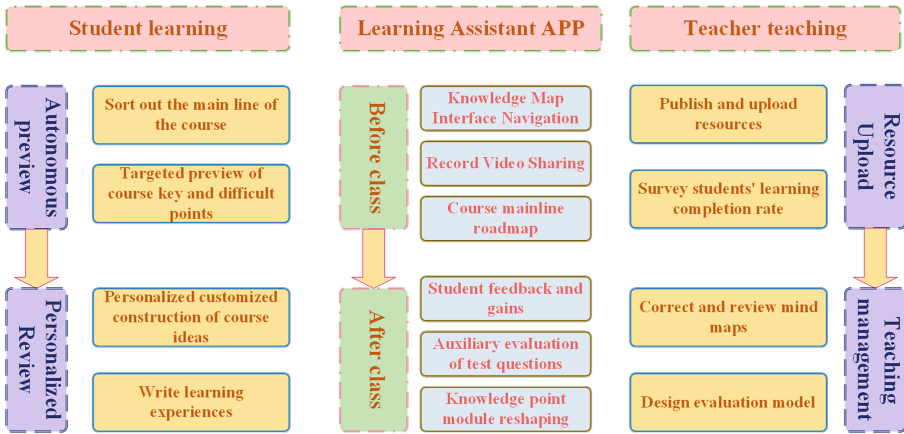 Student learning
Learning Assistant APP
Teacher teaching
Autonomous
preview
Sort out the main line of
the course
Targeted preview of
course key and difficult
points
Personalized
Review
Personalized customized
construction of course
ideas
Write learning
experiences
Before class
Knowledge Map
Interface Navigation
Record Video Sharing
Course mainline
roadmap
After class
Student feedback and
gains
Auxiliary evaluation
of test questions
Knowledge point
module reshaping
Publish and upload
resources
Survey students' learning
completion rate
Resource
Upload
Correct and review mind
maps
Design evaluation model
Teaching
management